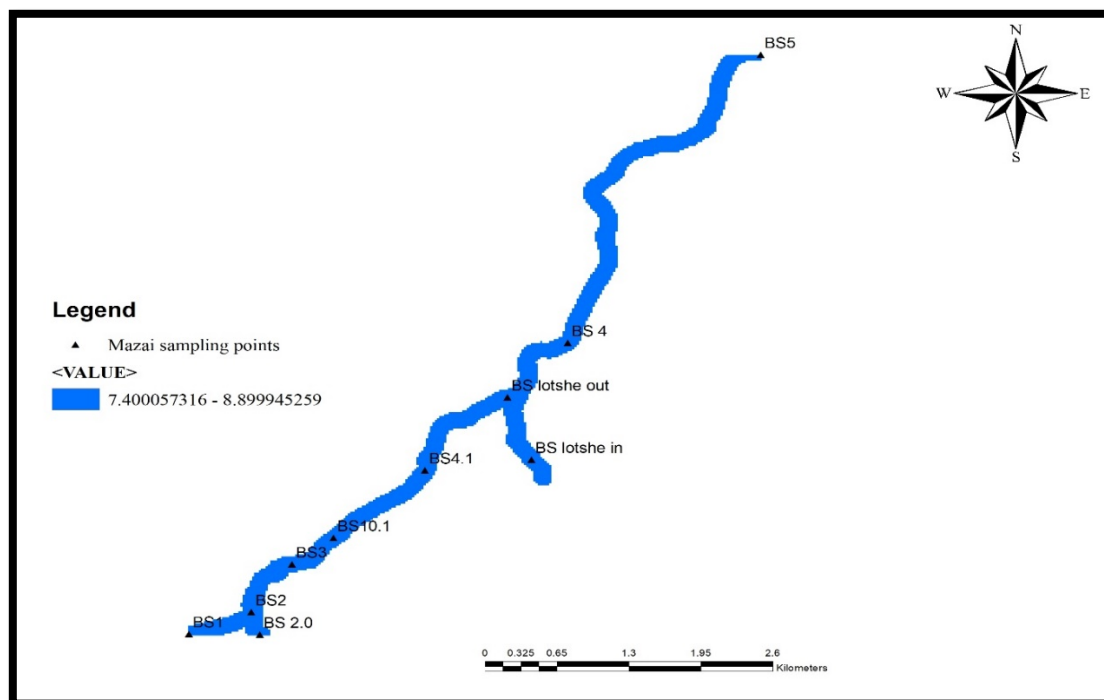 BS5
N
W
E
S
BS 4
Legend
Mazai sampling points
<VALUE>
7.400057316 - 8.899945259
BS lotshe out
BS lotshe in
BS4.1
BS10.1
BS3
BS2
BS1
BS 2.0
0 0.325 0.65 1.3 1.95 2.6
Kilometers